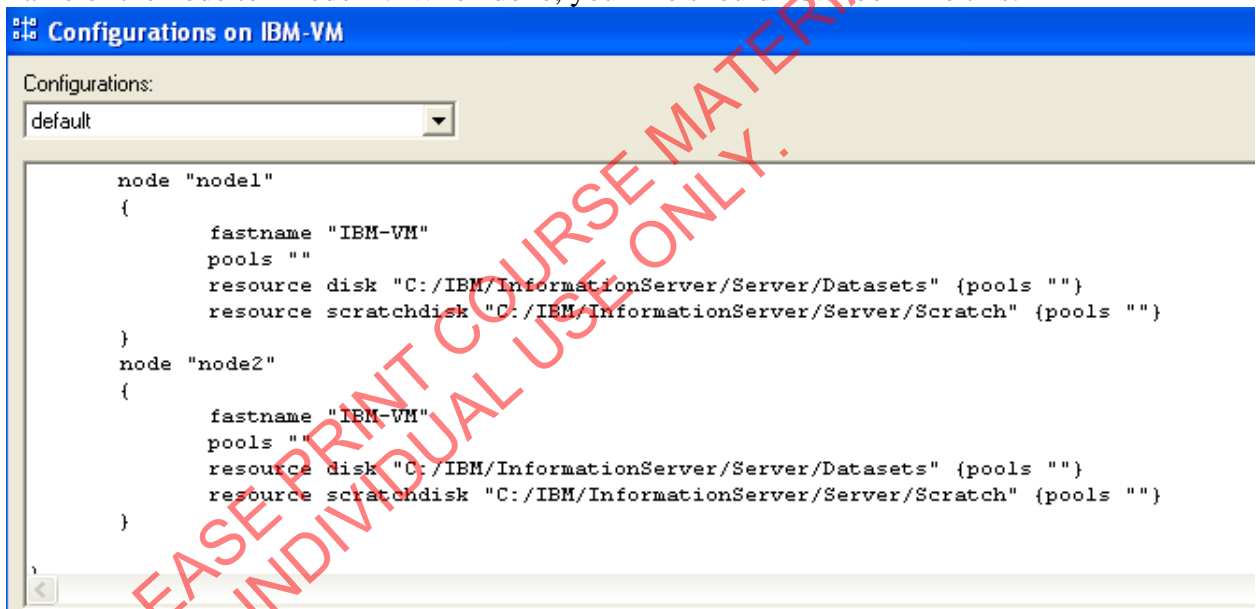 Configurations on IBM-VM
Configurations:
default
node "node1"
{
fastname "IBM-VM"
pools ""
resource disk "C:/IBM/InformationServer/Server/Datasets" {pools ""}
resource scratchdisk "C:/IBM/InformationServer/Server/Scratch" {pools ""}
}
node "node2"
{
fastname "IBM-VM"
pools ""
resource disk "C:/IBM/InformationServer/Server/Datasets" {pools ""}
resource scratchdisk "C:/IBM/InformationServer/Server/Scratch" {pools ""}
}
EASE PRINT COURSE MATERIA
INDIVIDUAL USE ONLY.